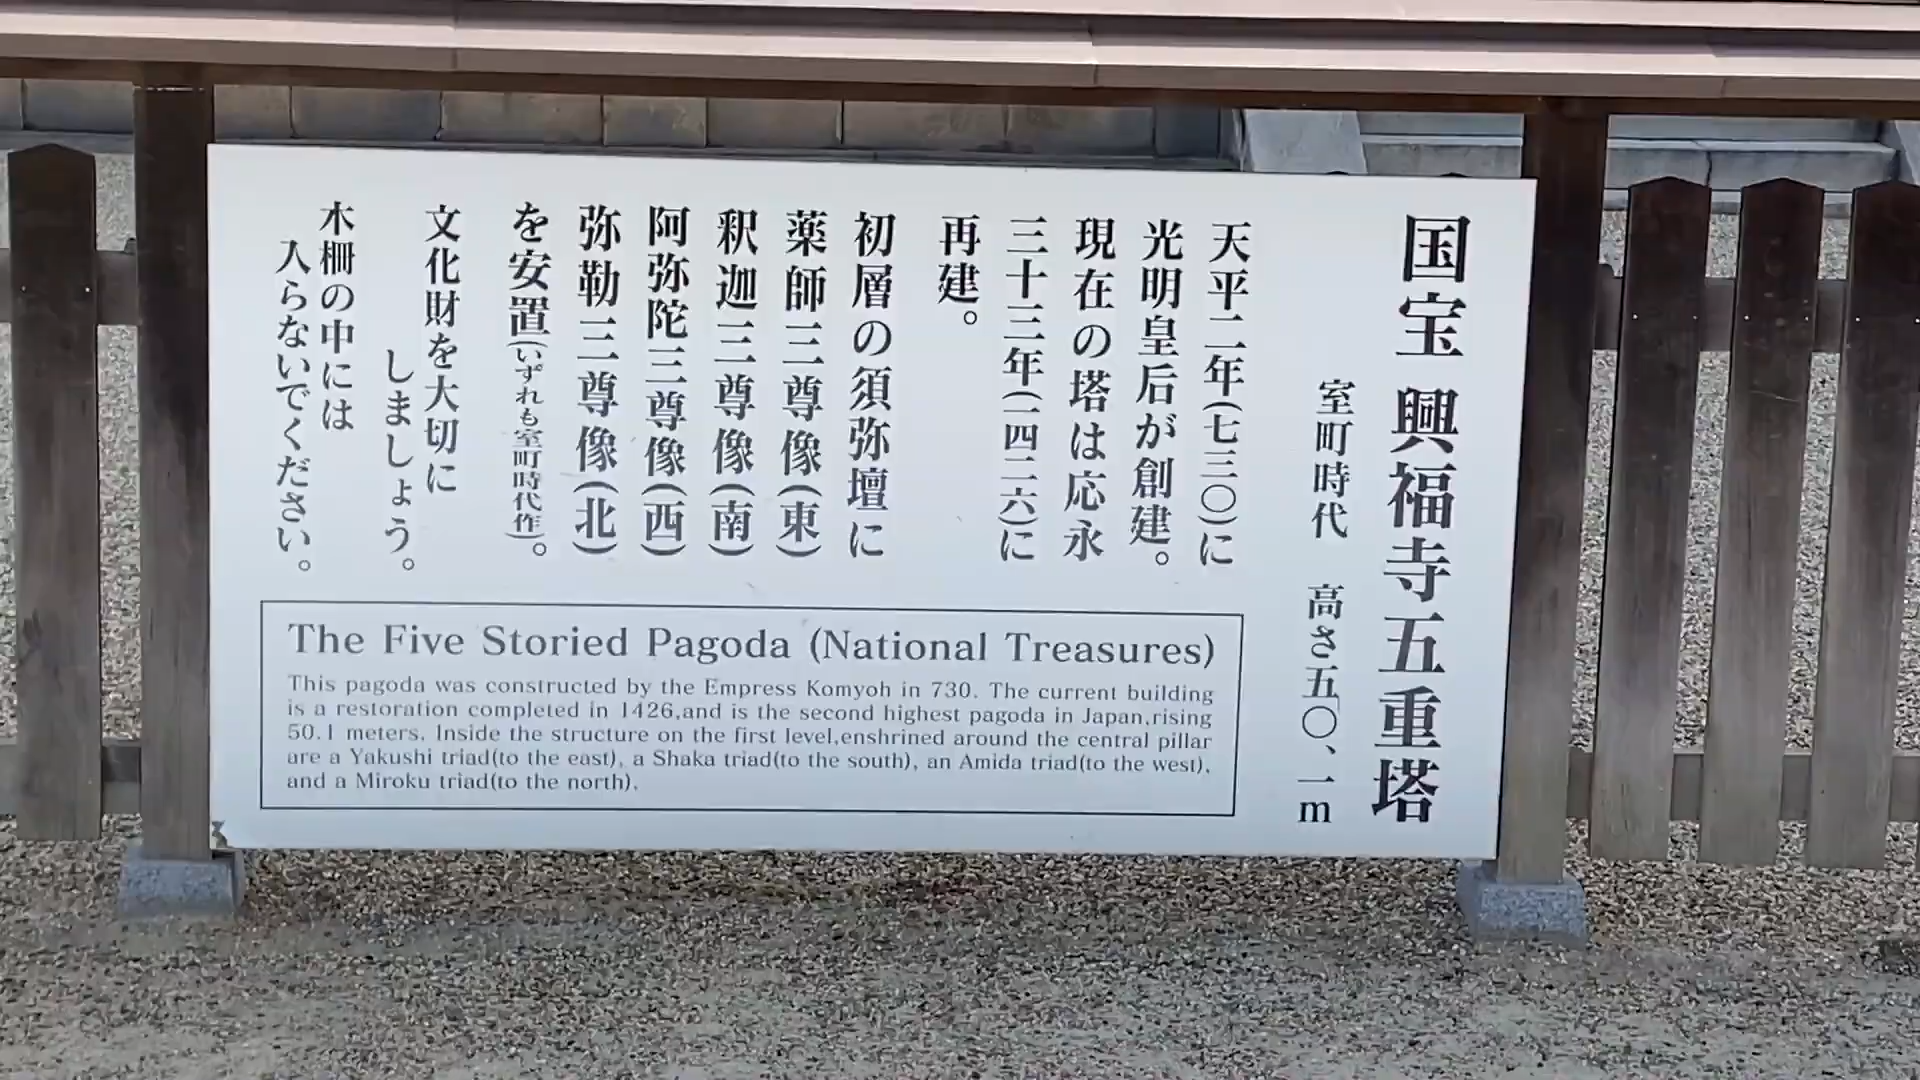 国宝 興福寺五重塔
室町時代 高さ五〇、一m
天平二年(七三〇)に
光明皇后が創建。
現在の塔は応永
三十三年(一四二六)に
再建。
初層の須弥壇に
薬師三尊像(東)
釈迦三尊像(南)
阿弥陀三尊像(西)
弥勒三尊像(北)
を安置(いずれも室町時代作)。
文化財を大切に
しましょう。
木柵の中には
入らないでください。
The Five Storied Pagoda (National Treasures)
This pagoda was constructed by the Empress Komyoh in 730. The current building
is a restoration completed in 1426,and is the second highest pagoda in Japan,rising
50.1 meters. Inside the structure on the first level,enshrined around the central pillar
are a Yakushi triad(to the east), a Shaka triad(to the south), an Amida triad(to the west),
and a Miroku triad(to the north).